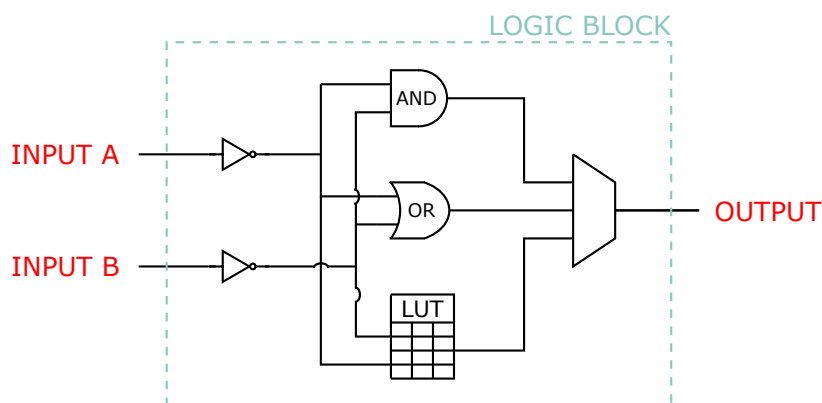 LOGIC BLOCK
AND
INPUT A
OR
OUTPUT
INPUT B
LUT